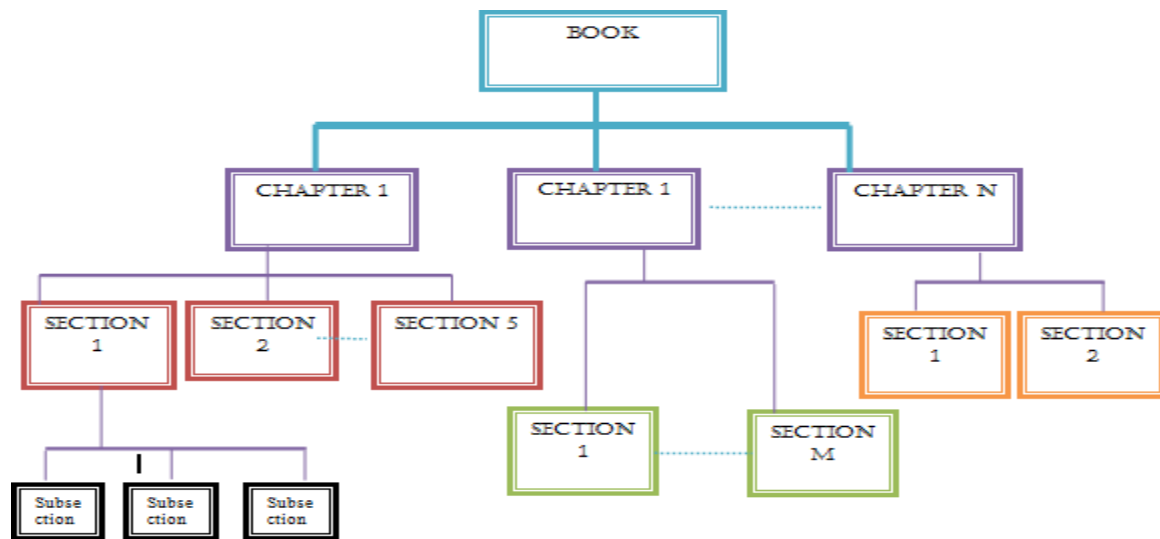 BOOK
CHAPTER 1
CHAPTER 1
CHAPTER N
SECTION
1
SECTION
2
SECTION 5
SECTION
1
SECTION
2
SECTION
1
SECTION
M
Subse
ction
Subse
ction
Subse
ction